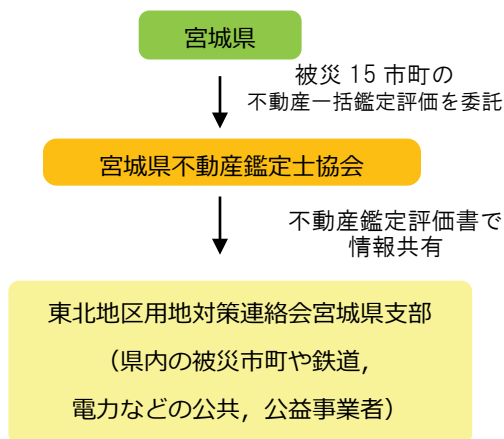 宮城県
被災 15 市町の
不動産一括鑑定評価を委託
宮城県不動産鑑定士協会
不動産鑑定評価書で
情報共有
東北地区用地対策連絡会宮城県支部
（県内の被災市町や鉄道，
電力などの公共，公益事業者）